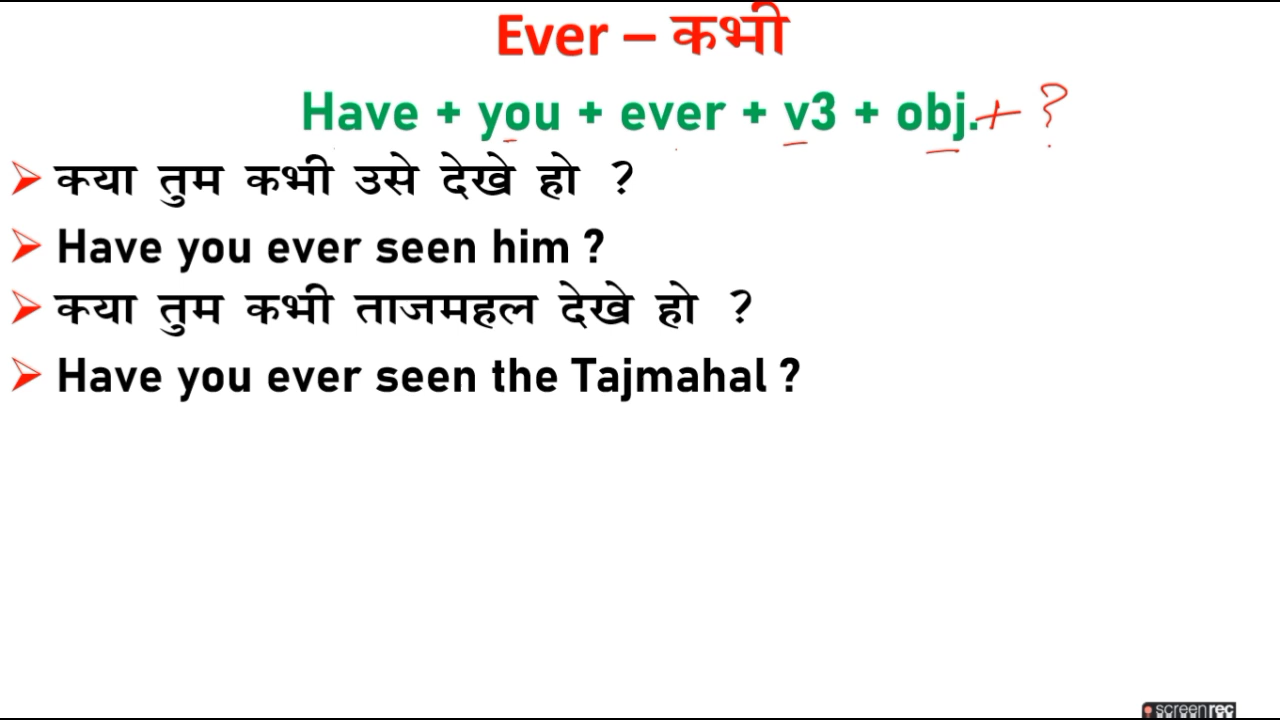 Ever – कभी
Have + you + ever + v3 + obj.+ ?
क्या तुम कभी उसे देखे हो ?
Have you ever seen him ?
क्या तुम कभी ताजमहल देखे हो ?
Have you ever seen the Tajmahal ?
screenrec